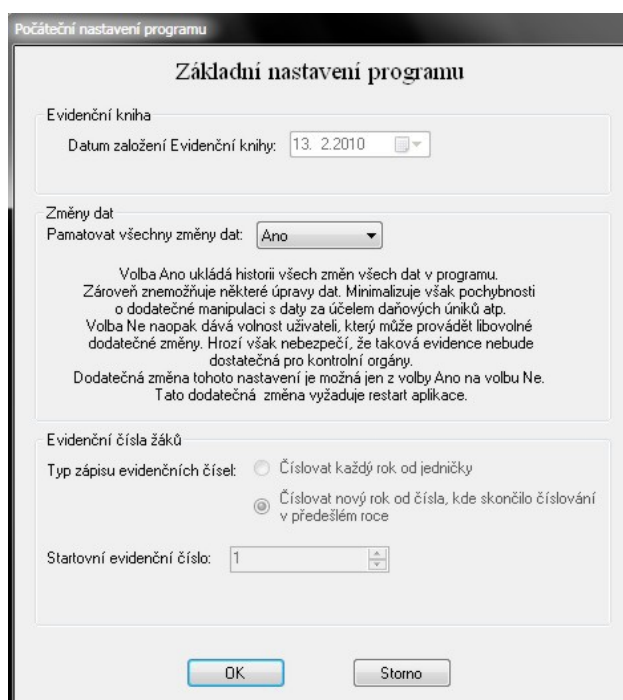 Počáteční nastavení programu
Základní nastavení programu
Evidenční kniha
Datum založení Evidenční knihy: 13. 2.2010
Změny dat
Pamatovat všechny změny dat: Ano
Volba Ano ukládá historii všech změn všech dat v programu.
Zároveň znemožňuje některé úpravy dat. Minimalizuje však pochybnosti
o dodatečné manipulaci s daty za účelem daňových úniků atp.
Volba Ne naopak dává volnost uživateli, který může provádět libovolné
dodatečné změny. Hrozí však nebezpečí, že taková evidence nebude
dostatečná pro kontrolní orgány.
Dodatečná změna tohoto nastavení je možná jen z volby Ano na volbu Ne.
Tato dodatečná změna vyžaduje restart aplikace.
Evidenční čísla žáků
Typ zápisu evidenčních čísel: Číslovat každý rok od jedničky
Číslovat nový rok od čísla, kde skončilo číslování
v předešlém roce
Startovní evidenční číslo: 1
OK Storno